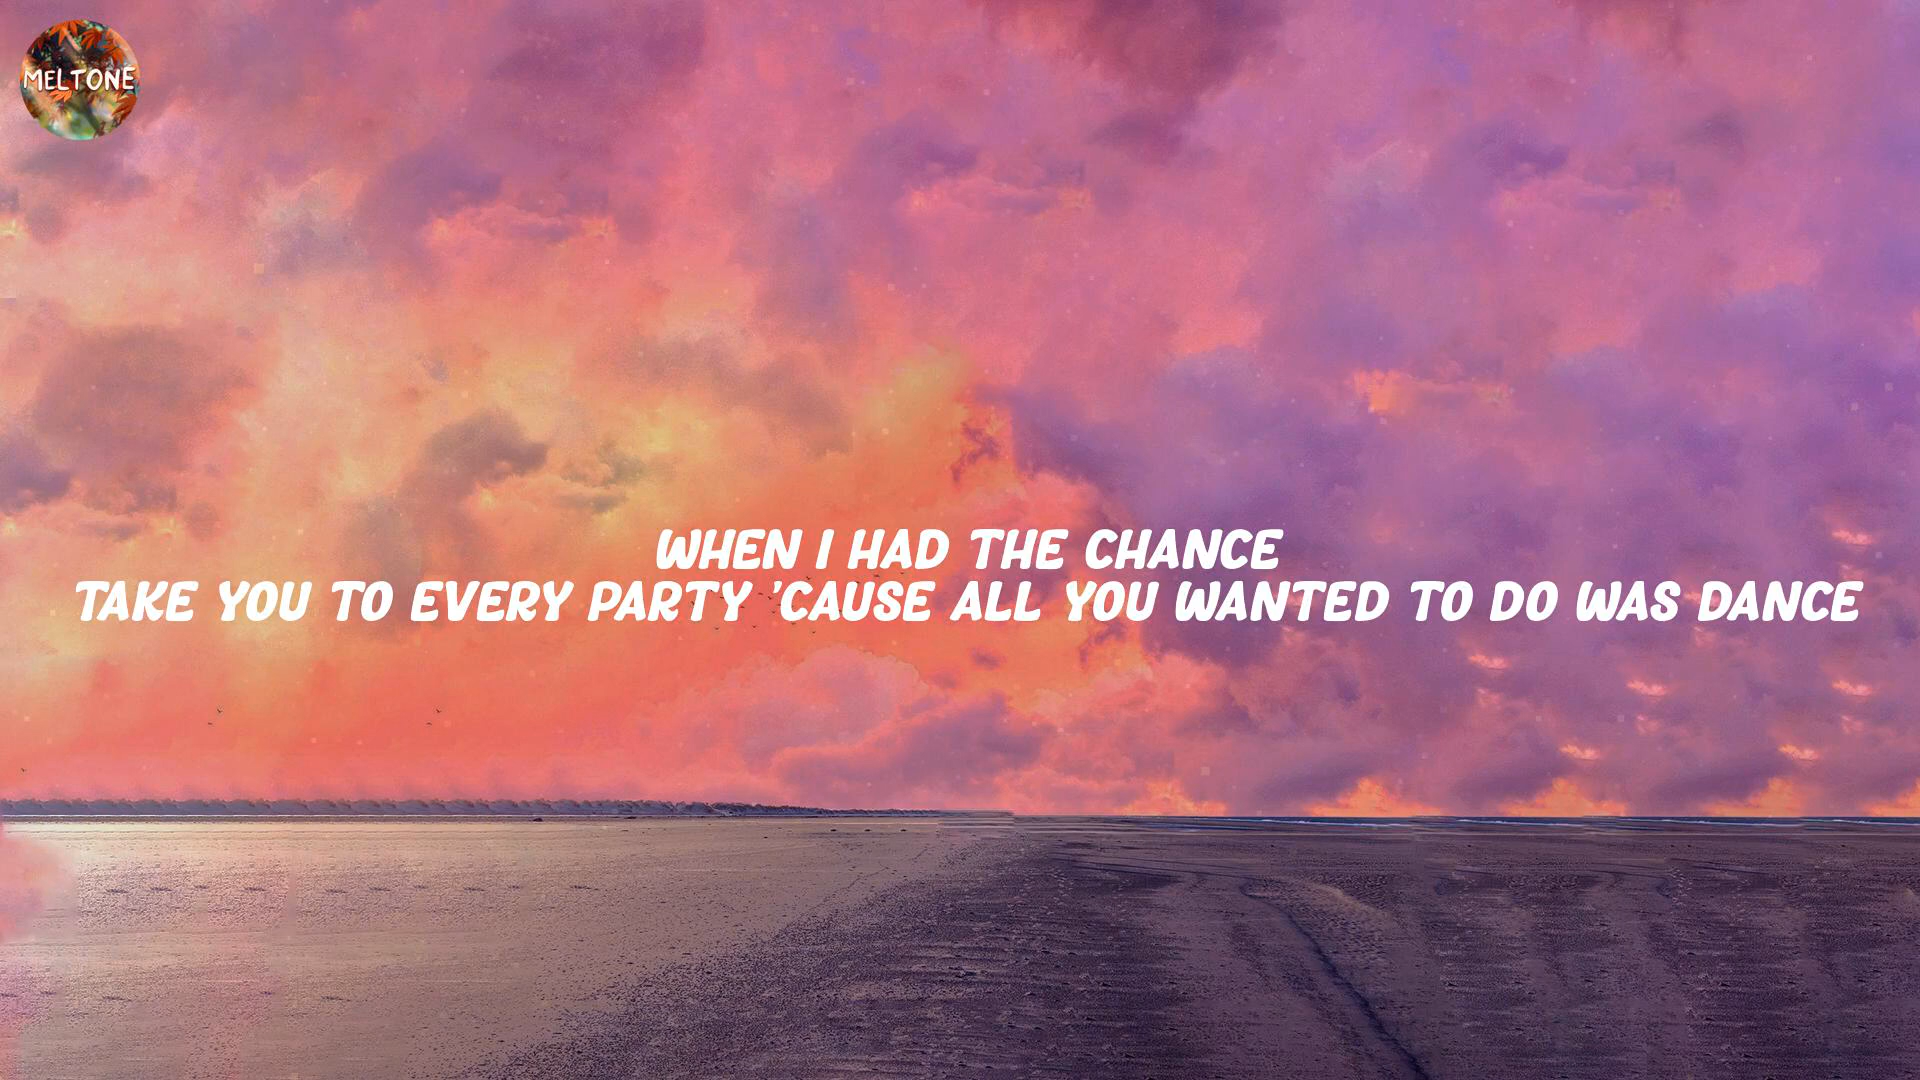 MELTONE
WHEN I HAD THE CHANCE
TAKE YOU TO EVERY PARTY 'CAUSE ALL YOU WANTED TO DO WAS DANCE